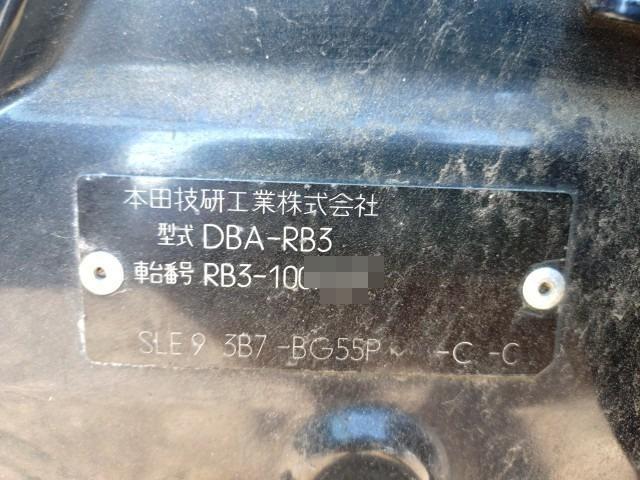 本田技研工業株式会社
型式 DBA-RB3
車台番号 RB3-100
SLE9 3B7-BG55P -C -C